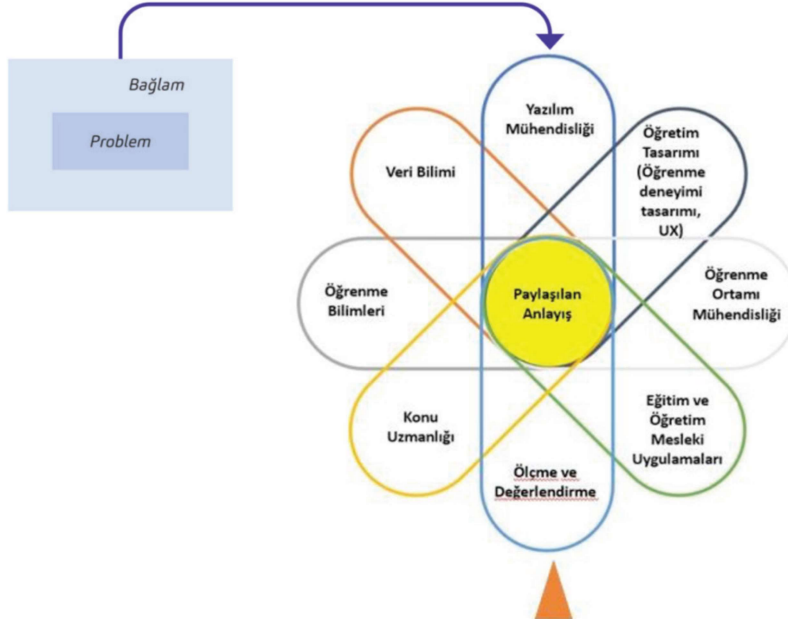 Bağlam
Problem
Yazılım
Mühendisliği
Öğretim
Tasarımı
(Öğrenme
deneyimi
tasarımı,
UX)
Veri Bilimi
Öğrenme
Bilimleri
Paylaşılan
Anlayış
Öğrenme
Ortamı
Mühendisliği
Konu
Uzmanlığı
Eğitim ve
Öğretim
Mesleki
Uygulamaları
Ölçme ve
Değerlendirme